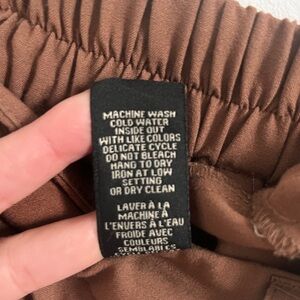 MACHINE WASH
COLD WATER
INSIDE OUT
WITH LIKE COLORS
DELICATE CYCLE
DO NOT BLEACH
HANG TO DRY
IRON AT LOW
SETTING
OR DRY CLEAN
LAVER À LA
MACHINE À
L'ENVERS À L'EAU
FROIDE AVEC
COULEURS
SEMBLABLES